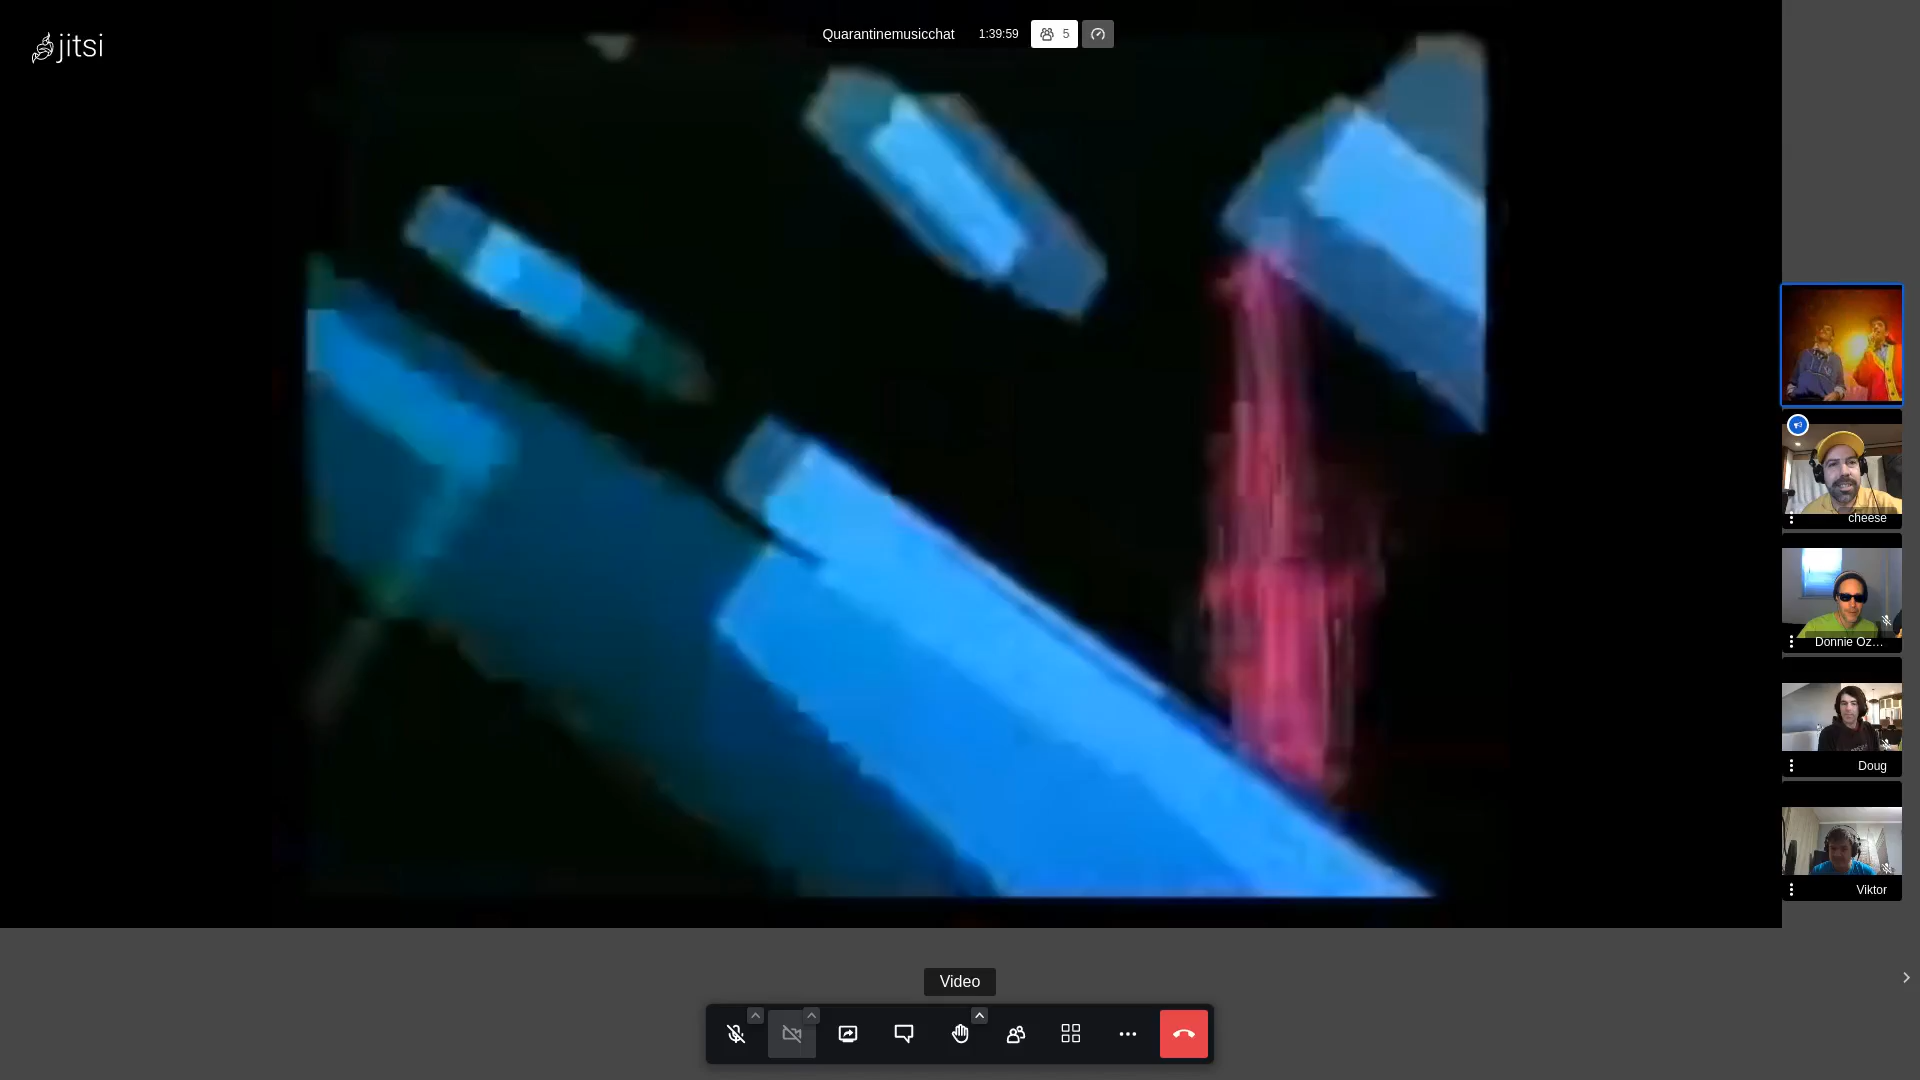 jitsi
Quarantinemusicchat 1:39:59 5
cheese
Donnie Oz...
Doug
Viktor
Video